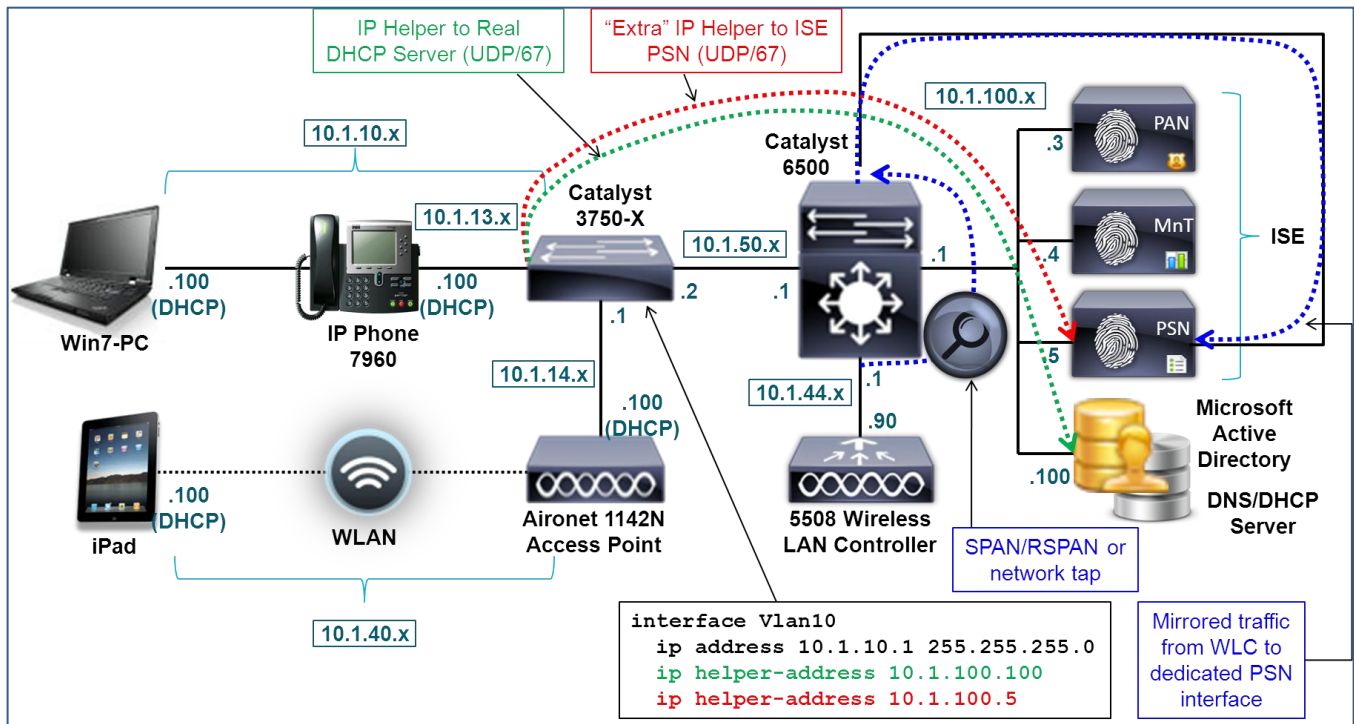 IP Helper to Real
DHCP Server (UDP/67)
“Extra” IP Helper to ISE
PSN (UDP/67)
10.1.100.x
PAN
.3
10.1.10.x
Catalyst
6500
Catalyst
3750-X
10.1.13.x
10.1.50.x
MnT
ISE
.4
.1
.100
(DHCP)
.100
(DHCP)
.2
.1
Win7-PC
IP Phone
7960
.1
PSN
.5
10.1.14.x
10.1.44.x
.1
.100
(DHCP)
.90
Microsoft
Active
Directory
.100
(DHCP)
.100
DNS/DHCP
Server
iPad
WLAN
Aironet 1142N
Access Point
5508 Wireless
LAN Controller
SPAN/RSPAN or
network tap
10.1.40.x
interface Vlan10
ip address 10.1.10.1 255.255.255.0
ip helper-address 10.1.100.100
ip helper-address 10.1.100.5
Mirrored traffic
from WLC to
dedicated PSN
interface